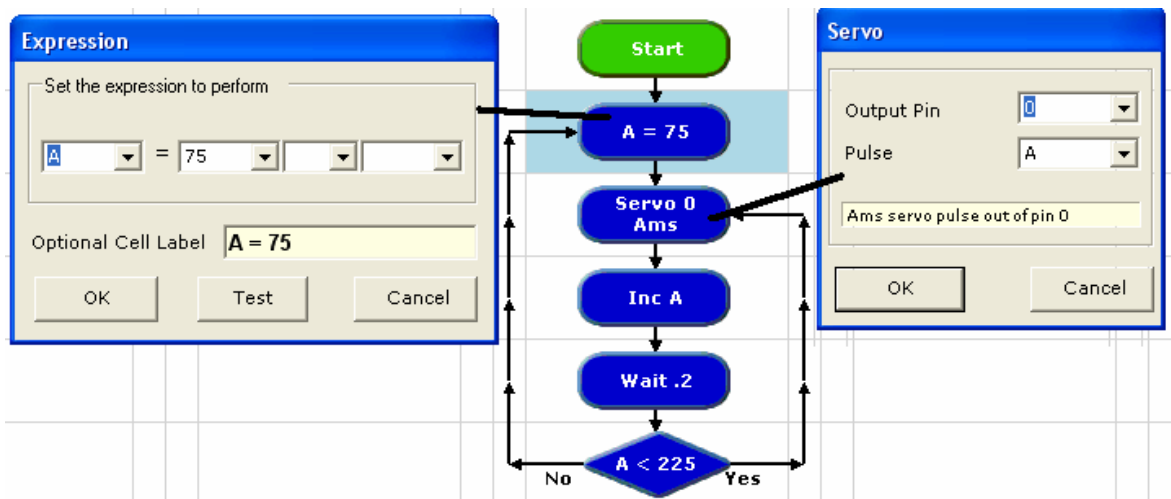 Expression
Set the expression to perform
A = 75
Optional Cell Label A = 75
OK Test Cancel
Start
A = 75
Servo 0
Ams
Inc A
Wait .2
A < 225
No Yes
Servo
Output Pin 0
Pulse A
Ams servo pulse out of pin 0
OK Cancel